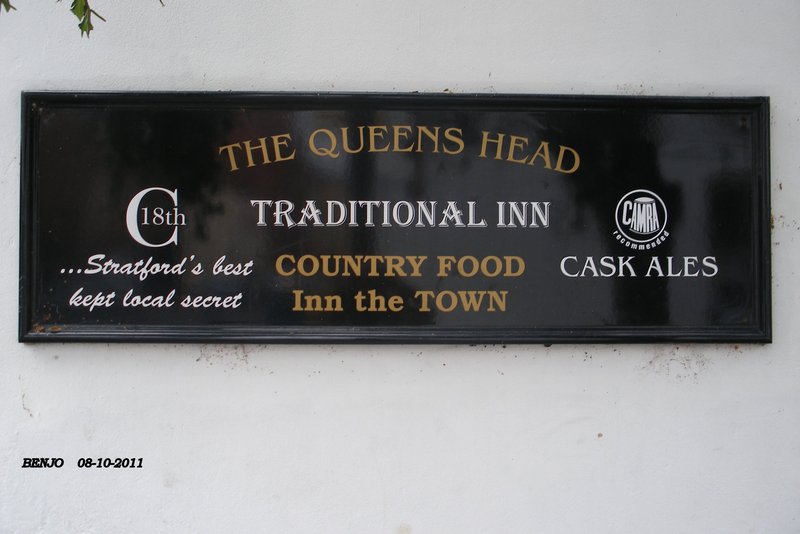 THE QUEENS HEAD
C 18th
TRADITIONAL INN
CAMRA
recommended
...Stratford's best
kept local secret
COUNTRY FOOD
Inn the TOWN
CASK ALES
BENJO 08-10-2011